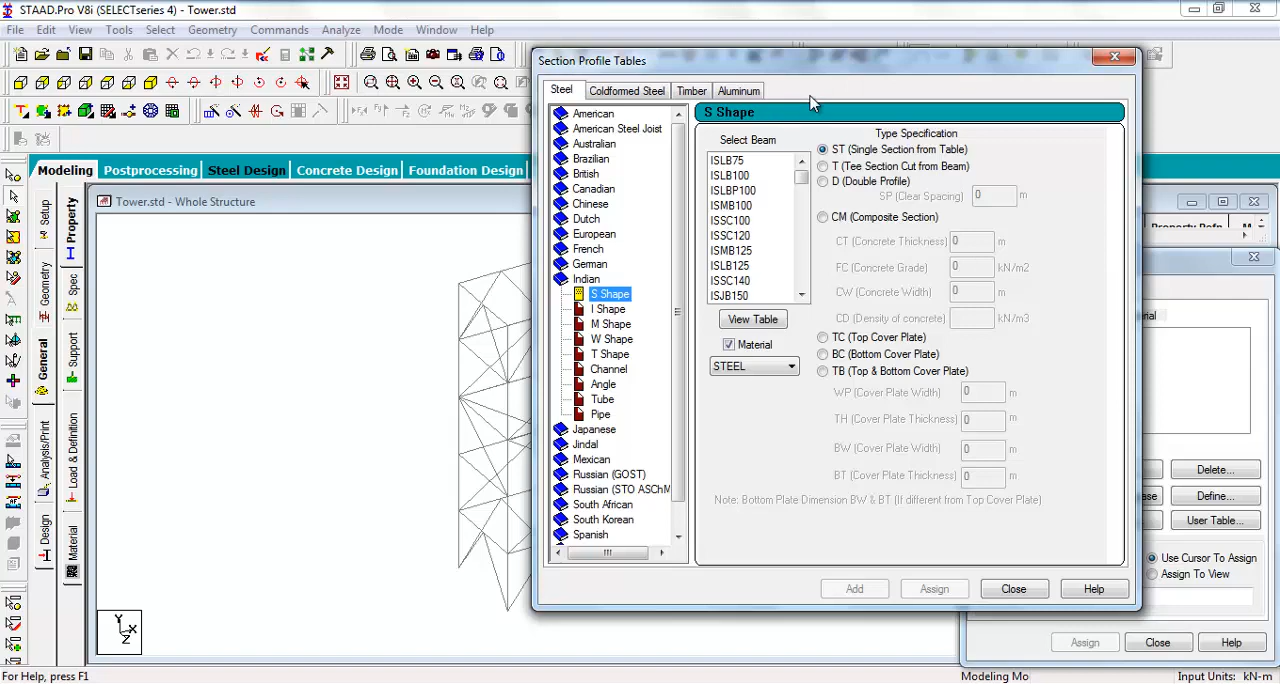 STAAD.Pro V8i (SELECTseries 4) - Tower.std
File Edit View Tools Select Geometry Commands Analyze Mode Window Help
Section Profile Tables
Steel Coldformed Steel Timber Aluminum
American
American Steel Joist
Australian
Brazilian
British
Canadian
Chinese
Dutch
European
French
German
Indian
S Shape
I Shape
M Shape
W Shape
T Shape
Channel
Angle
Tube
Pipe
Japanese
Jindal
Mexican
Russian (GOST)
Russian (STO ASChM
South African
South Korean
Spanish
S Shape
Select Beam
ISLB75
ISLB100
ISLBP100
ISMB100
ISSC100
ISSC120
ISMB125
ISLB125
ISSC140
ISJB150
View Table
Material
STEEL
Type Specification
ST (Single Section from Table)
T (Tee Section Cut from Beam)
D (Double Profile)
SP (Clear Spacing) 0 m
CM (Composite Section)
CT (Concrete Thickness) 0 m
FC (Concrete Grade) 0 kN/m2
CW (Concrete Width) 0 m
CD (Density of concrete) kN/m3
TC (Top Cover Plate)
BC (Bottom Cover Plate)
TB (Top & Bottom Cover Plate)
WP (Cover Plate Width) 0 m
TH (Cover Plate Thickness) 0 m
BW (Cover Plate Width) 0 m
BT (Cover Plate Thickness) 0 m
Note: Bottom Plate Dimension BW & BT (If different from Top Cover Plate)
Add Assign Close Help
Modeling Postprocessing Steel Design Concrete Design Foundation Design
Tower.std - Whole Structure
Setup
Geometry
General
Analysis/Print
Design
Property
Spec
Support
Load & Definition
Material
Y
X
Z
Delete...
Define...
User Table...
Use Cursor To Assign
Assign To View
Assign Close Help
For Help, press F1
Modeling Mo
Input Units: kN-m